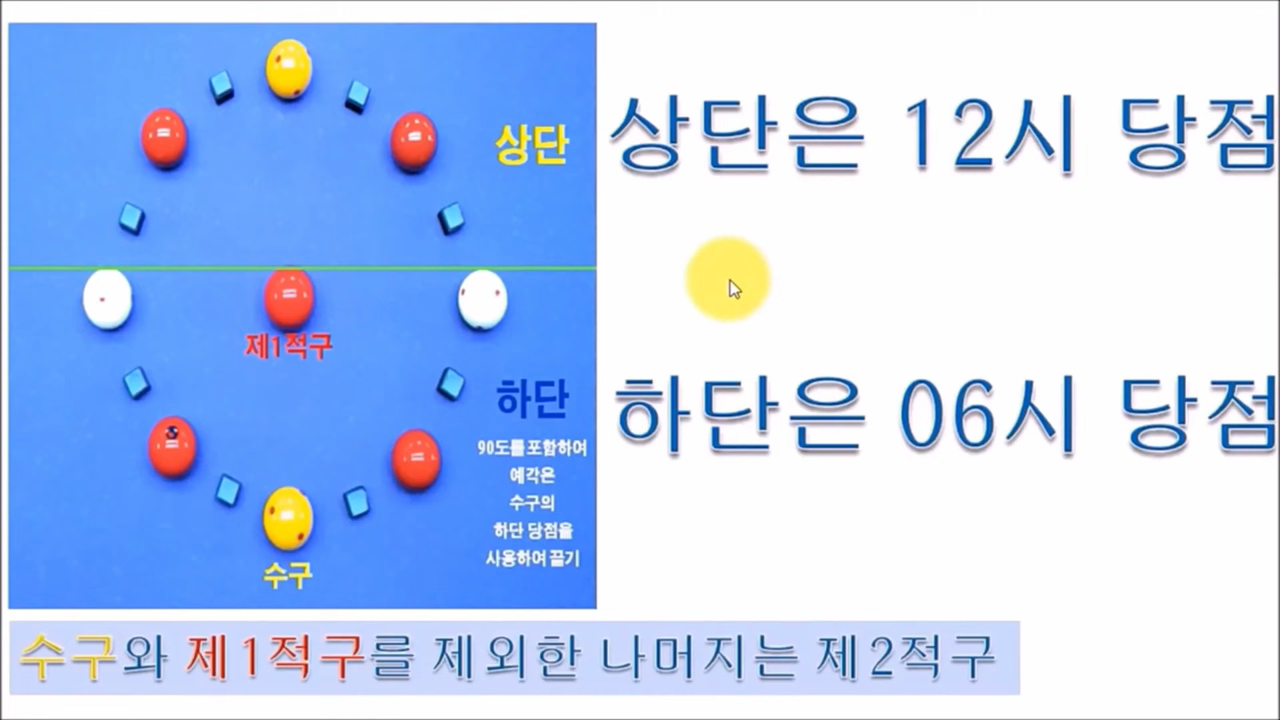 상단
상단은 12시 당점
제1적구
하단
하단은 06시 당점
90도를 포함하여
예각은
수구의
하단 당점을
사용하여 끌기
수구
수구와 제1적구를 제외한 나머지는 제2적구